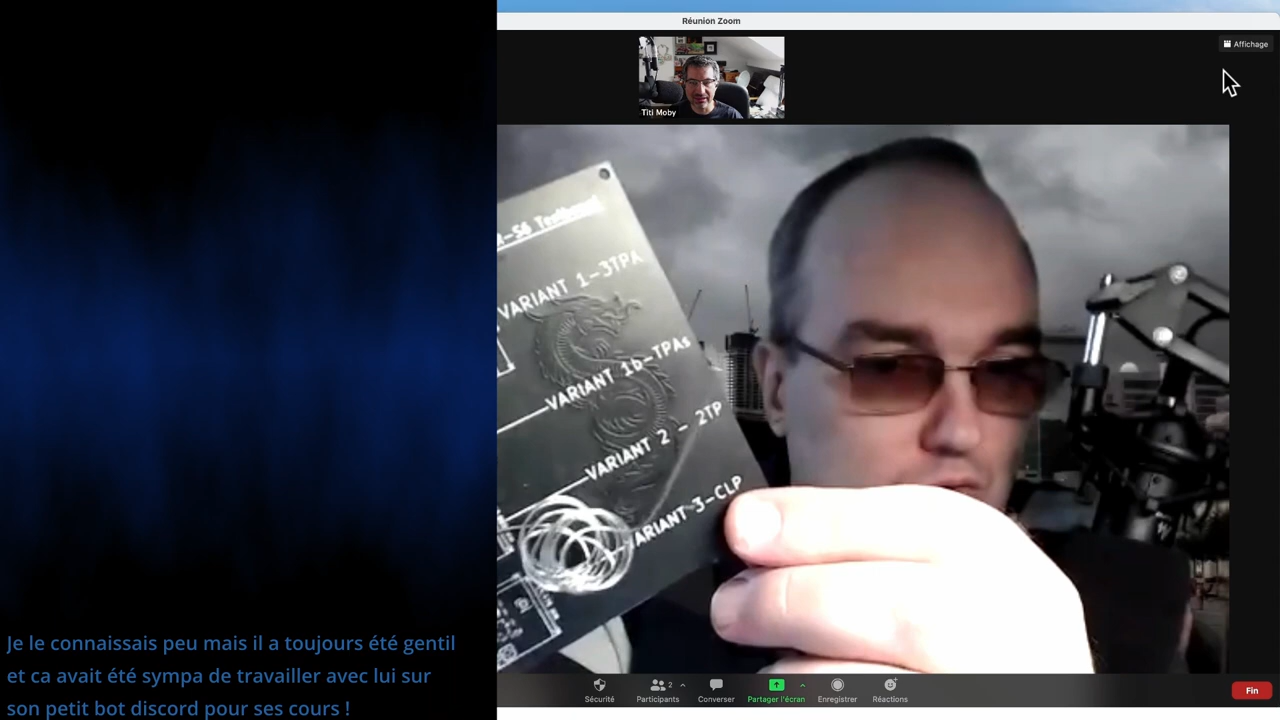 Réunion Zoom
Affichage
Titi Moby
VARIANT 1-3TPA
VARIANT 1b-TPAs
VARIANT 2 - 2TP
VARIANT 3-CLP
Je le connaissais peu mais il a toujours été gentil
et ca avait été sympa de travailler avec lui sur
son petit bot discord pour ses cours !
Sécurité
Participants
2
Converser
Partager l'écran
Enregistrer
Réactions
Fin